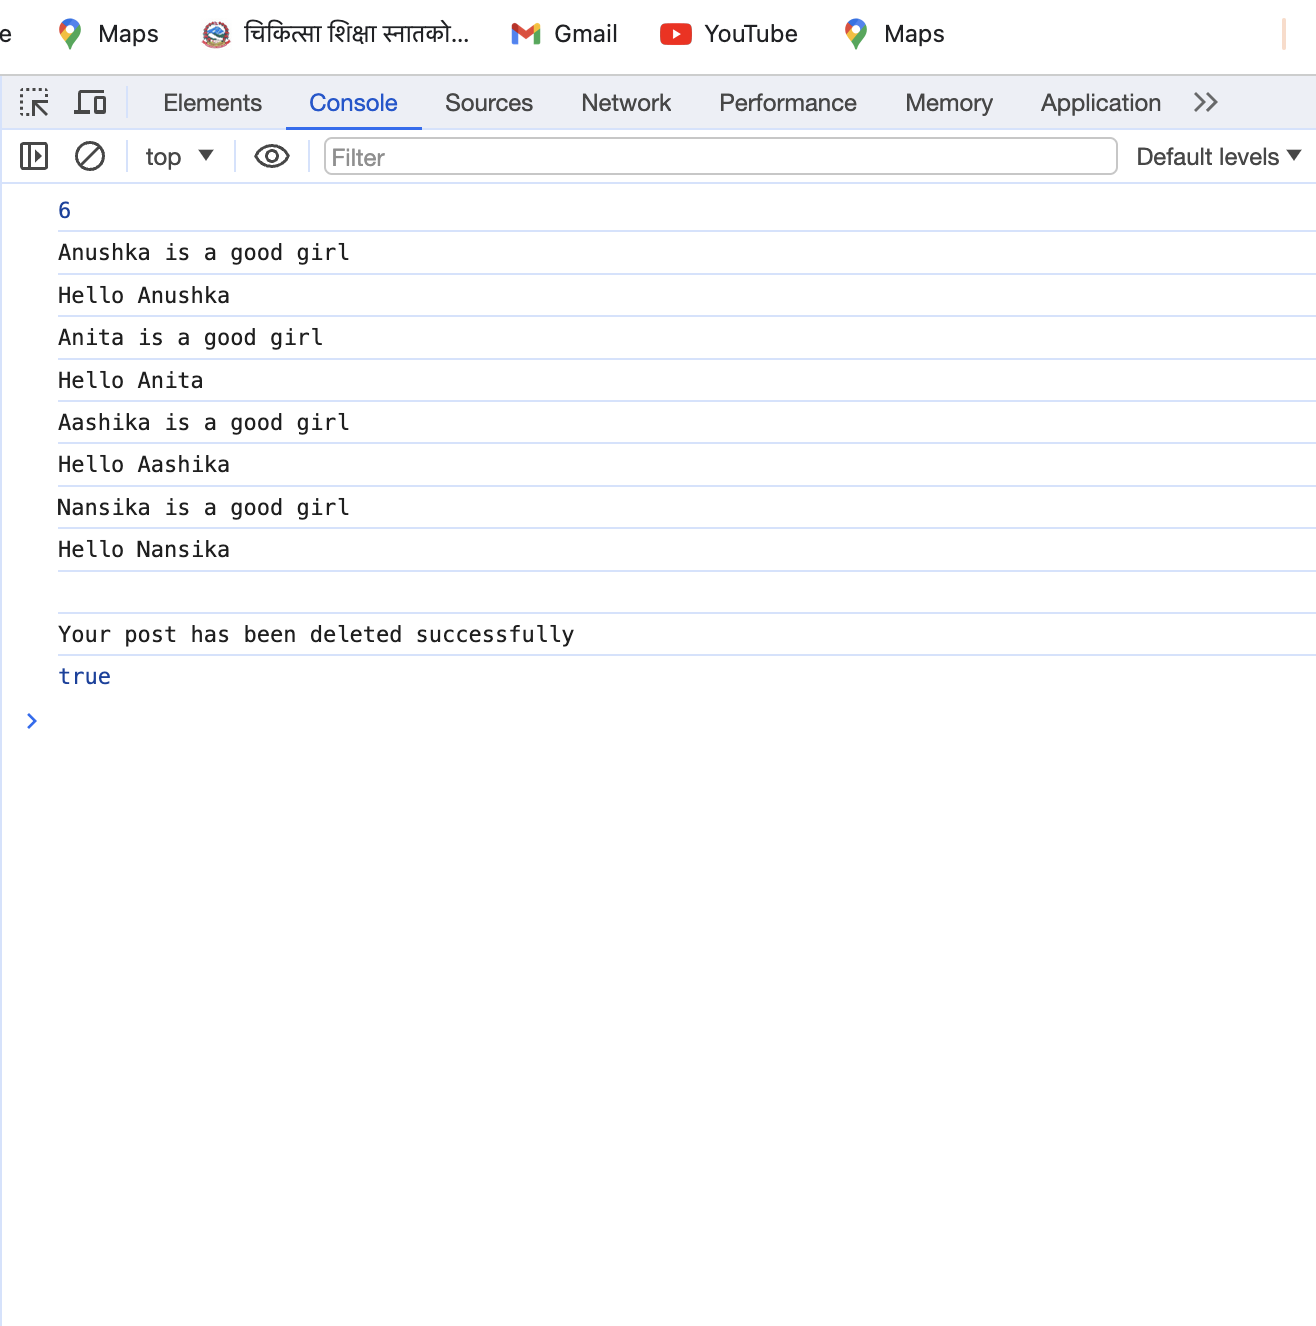 e Maps चिकित्सा शिक्षा स्नातको... Gmail YouTube Maps
Elements Console Sources Network Performance Memory Application
top Filter Default levels
6
Anushka is a good girl
Hello Anushka
Anita is a good girl
Hello Anita
Aashika is a good girl
Hello Aashika
Nansika is a good girl
Hello Nansika
Your post has been deleted successfully
true